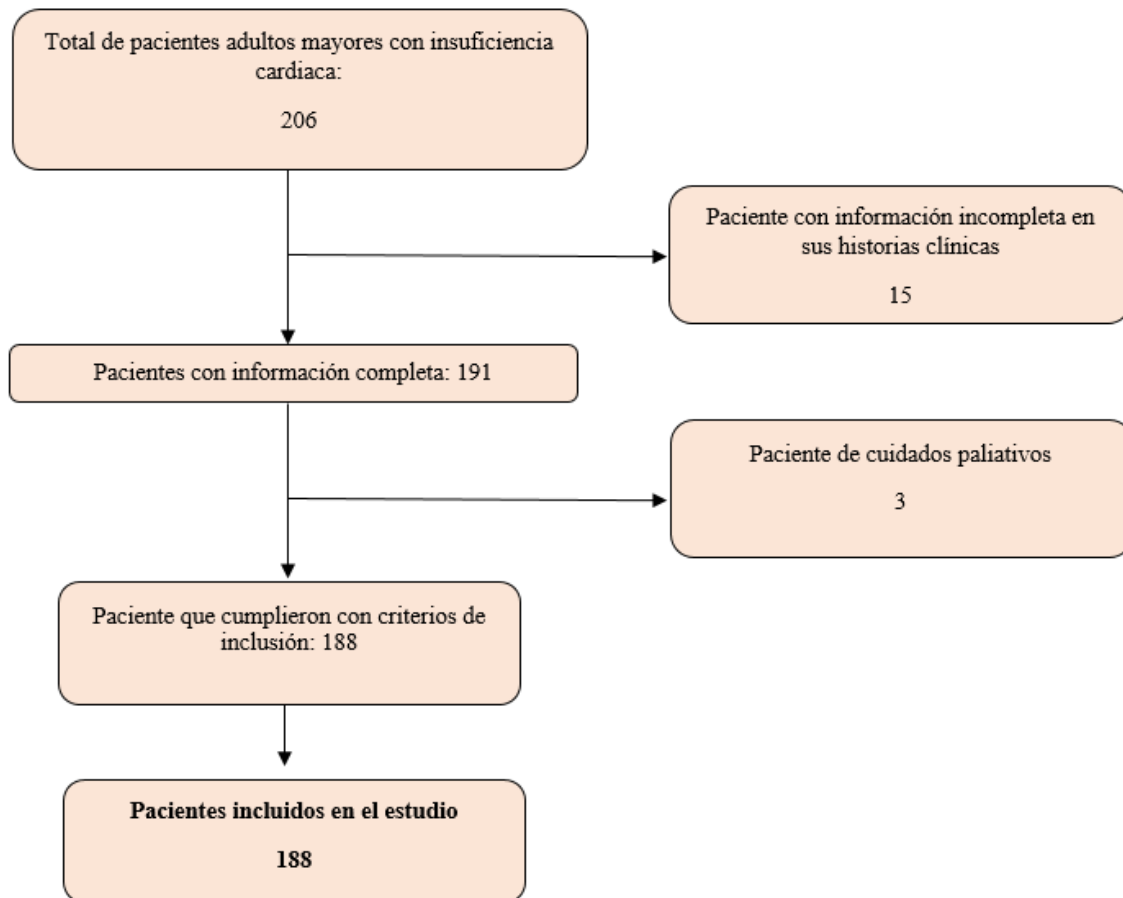 Total de pacientes adultos mayores con insuficiencia
cardiaca:
206
Paciente con información incompleta en
sus historias clínicas
15
Pacientes con información completa: 191
Paciente de cuidados paliativos
3
Paciente que cumplieron con criterios de
inclusión: 188
Pacientes incluidos en el estudio
188